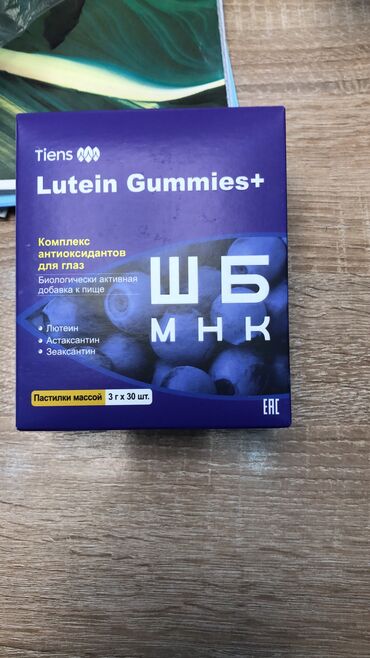 Tiens
Lutein Gummies+
Комплекс
антиоксидантов
для глаз
Биологически активная
добавка к пище
• Лютеин
• Астаксантин
• Зеаксантин
Ш Б
М Н К
Пастилки массой 3 г х 30 шт.
EAC